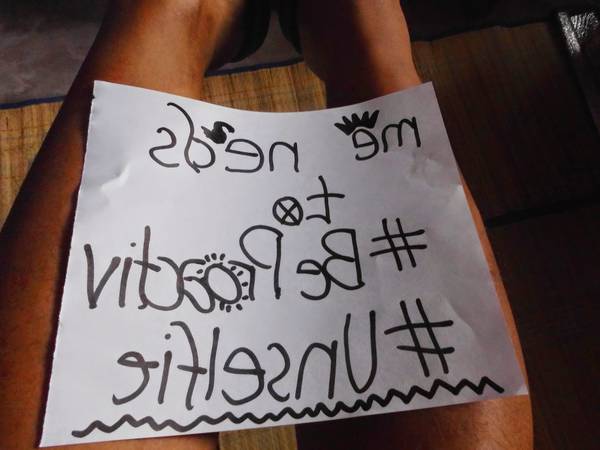 me neds
to
#BeProactiv
#Unselfie